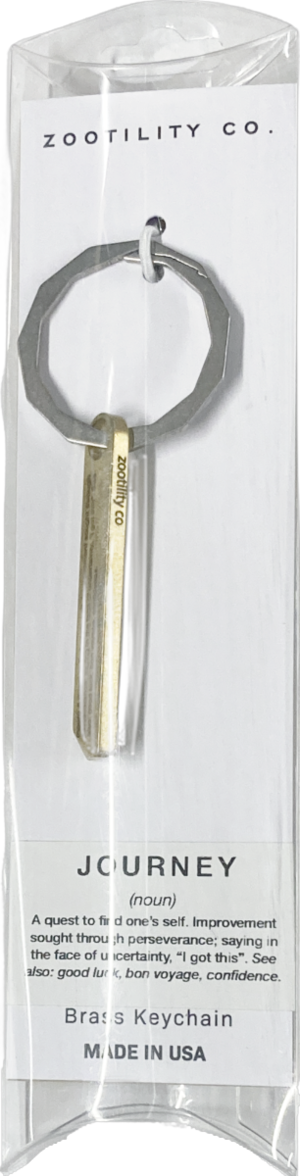 ZOOTILITY CO.
zootility co
JOURNEY
(noun)
A quest to find one's self. Improvement
sought through perseverance; saying in
the face of uncertainty, "I got this". See
also: good luck, bon voyage, confidence.
Brass Keychain
MADE IN USA